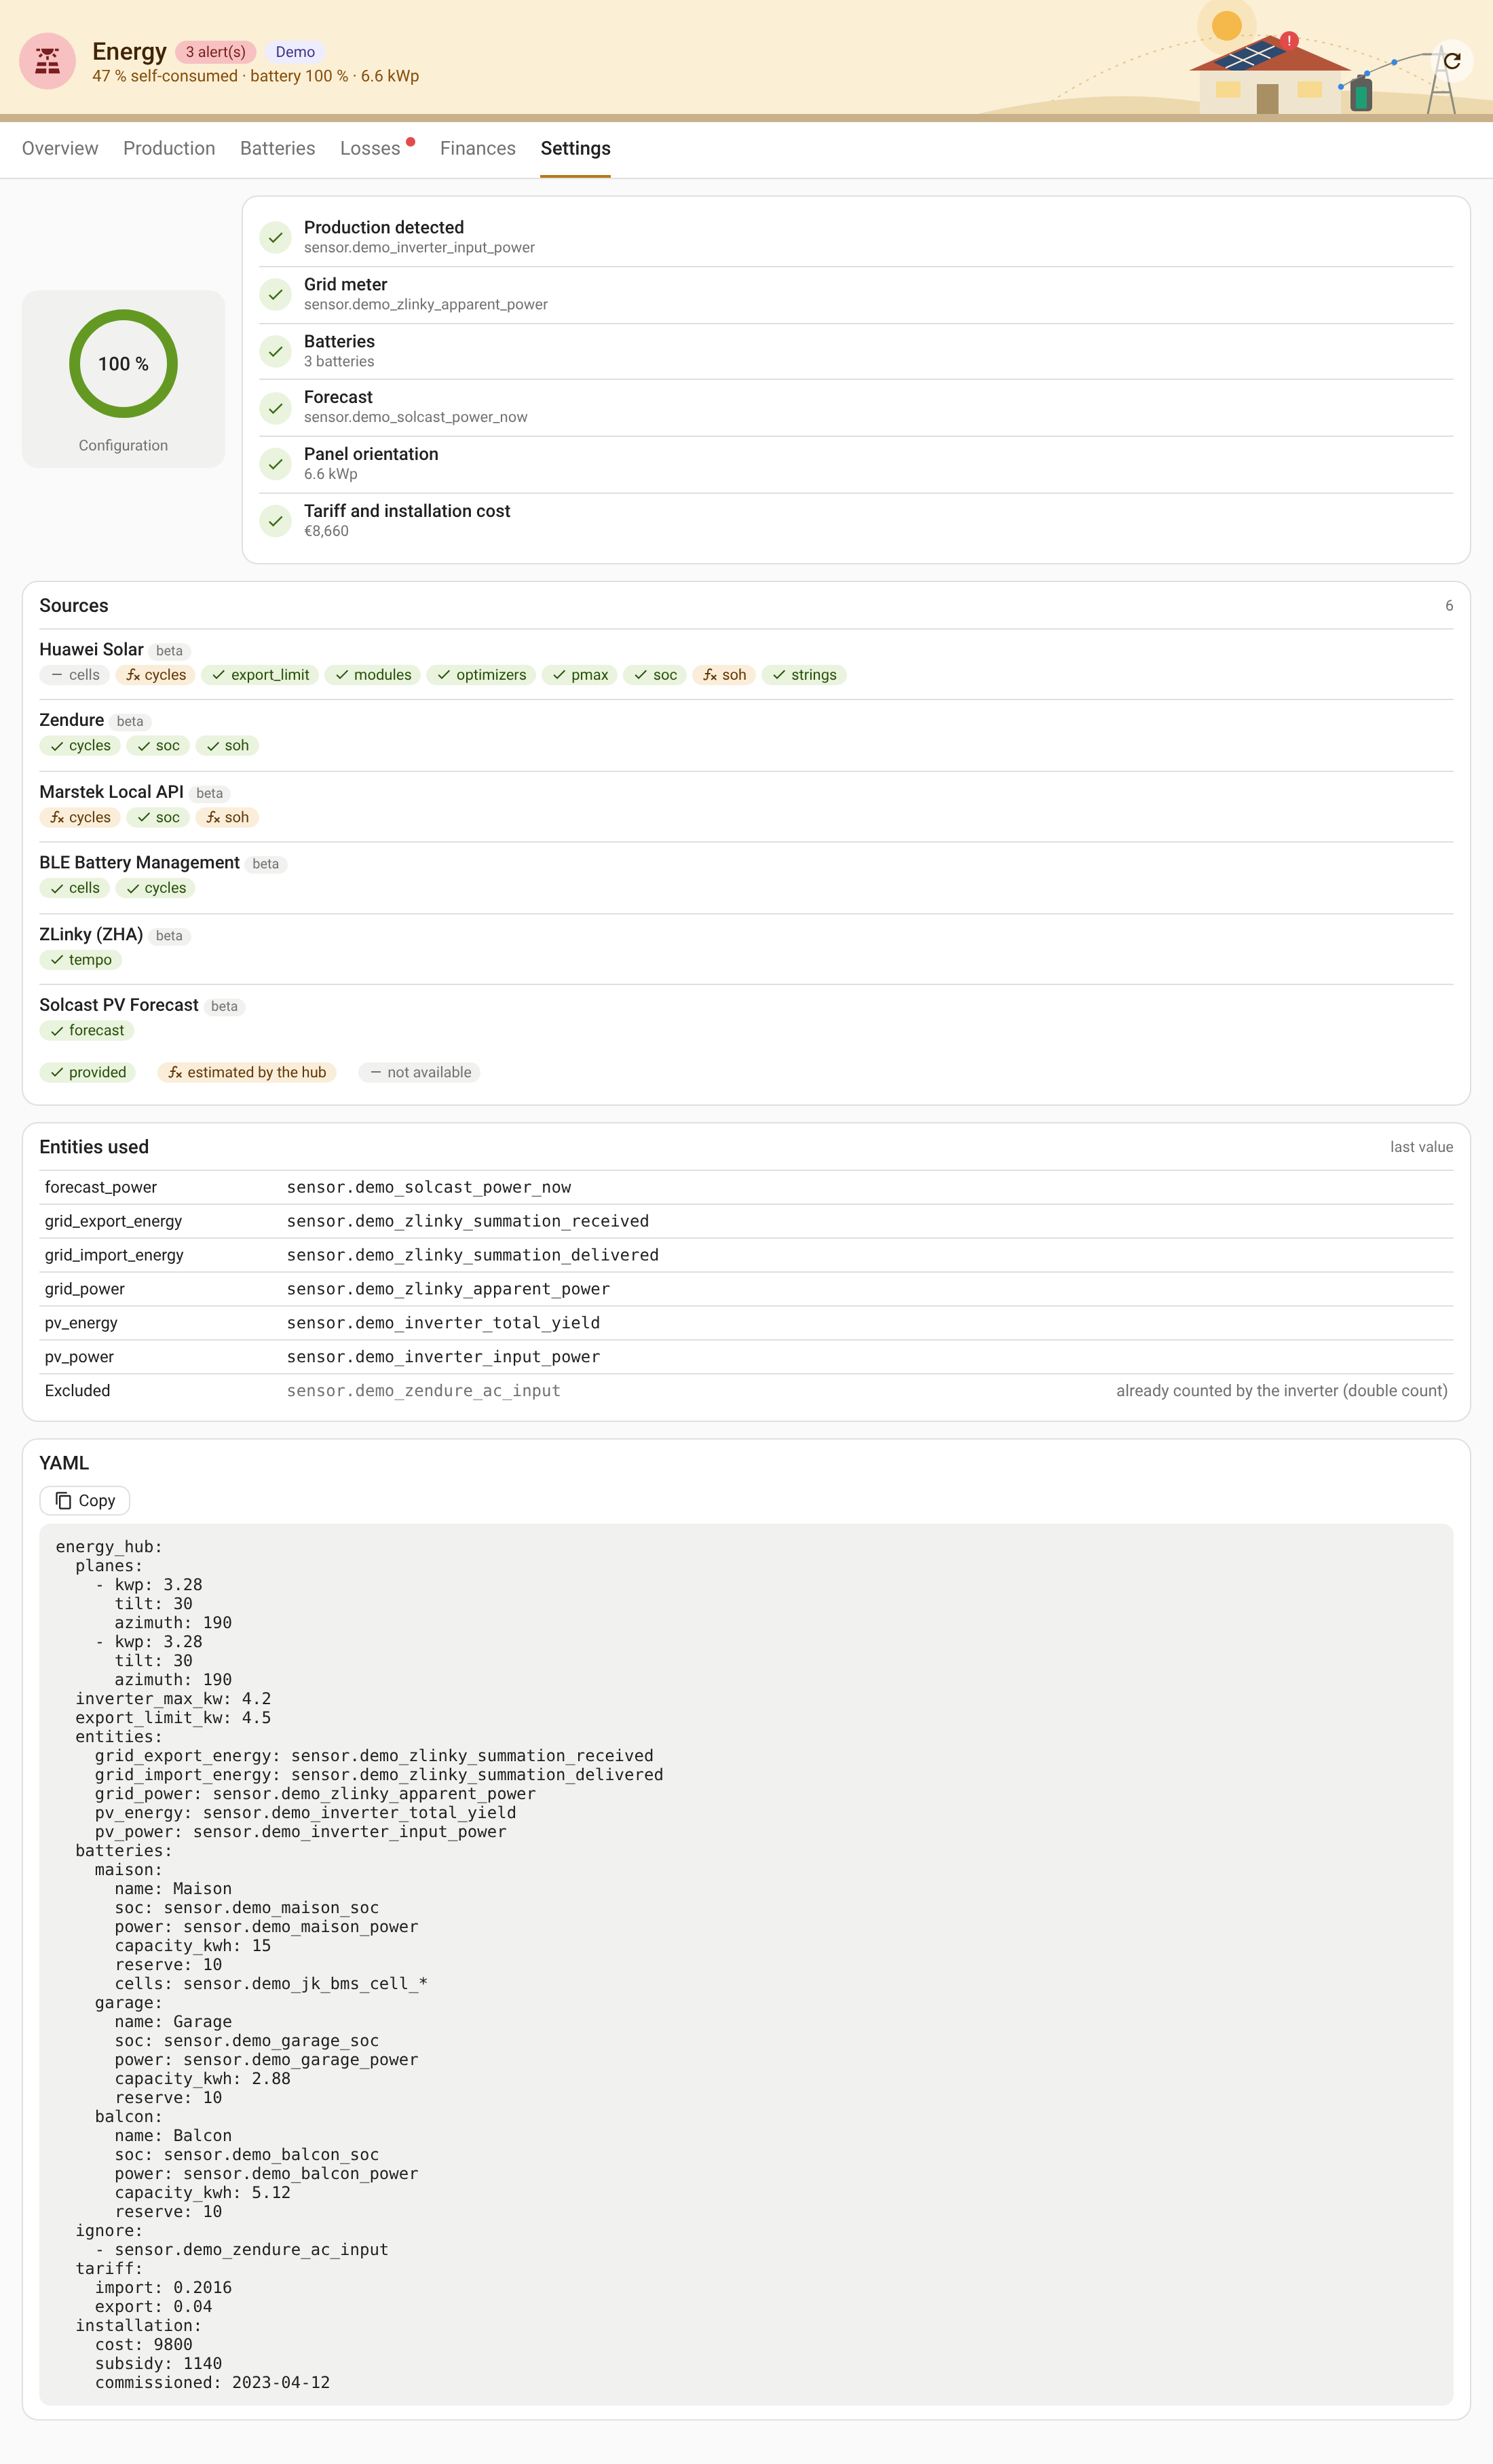 Energy 3 alert(s) Demo
47 % self-consumed · battery 100 % · 6.6 kWp
!
Overview Production Batteries Losses Finances Settings
100 %
Configuration
Production detected
sensor.demo_inverter_input_power
Grid meter
sensor.demo_zlinky_apparent_power
Batteries
3 batteries
Forecast
sensor.demo_solcast_power_now
Panel orientation
6.6 kWp
Tariff and installation cost
€8,660
Sources 6
Huawei Solar beta
cells cycles export_limit modules optimizers pmax soc soh strings
Zendure beta
cycles soc soh
Marstek Local API beta
cycles soc soh
BLE Battery Management beta
cells cycles
ZLinky (ZHA) beta
tempo
Solcast PV Forecast beta
forecast
provided estimated by the hub not available
Entities used last value
forecast_power sensor.demo_solcast_power_now
grid_export_energy sensor.demo_zlinky_summation_received
grid_import_energy sensor.demo_zlinky_summation_delivered
grid_power sensor.demo_zlinky_apparent_power
pv_energy sensor.demo_inverter_total_yield
pv_power sensor.demo_inverter_input_power
Excluded sensor.demo_zendure_ac_input already counted by the inverter (double count)
YAML
Copy
energy_hub:
  planes:
    - kwp: 3.28
      tilt: 30
      azimuth: 190
    - kwp: 3.28
      tilt: 30
      azimuth: 190
  inverter_max_kw: 4.2
  export_limit_kw: 4.5
  entities:
    grid_export_energy: sensor.demo_zlinky_summation_received
    grid_import_energy: sensor.demo_zlinky_summation_delivered
    grid_power: sensor.demo_zlinky_apparent_power
    pv_energy: sensor.demo_inverter_total_yield
    pv_power: sensor.demo_inverter_input_power
  batteries:
    maison:
      name: Maison
      soc: sensor.demo_maison_soc
      power: sensor.demo_maison_power
      capacity_kwh: 15
      reserve: 10
      cells: sensor.demo_jk_bms_cell_*
    garage:
      name: Garage
      soc: sensor.demo_garage_soc
      power: sensor.demo_garage_power
      capacity_kwh: 2.88
      reserve: 10
    balcon:
      name: Balcon
      soc: sensor.demo_balcon_soc
      power: sensor.demo_balcon_power
      capacity_kwh: 5.12
      reserve: 10
  ignore:
    - sensor.demo_zendure_ac_input
  tariff:
    import: 0.2016
    export: 0.04
  installation:
    cost: 9800
    subsidy: 1140
    commissioned: 2023-04-12